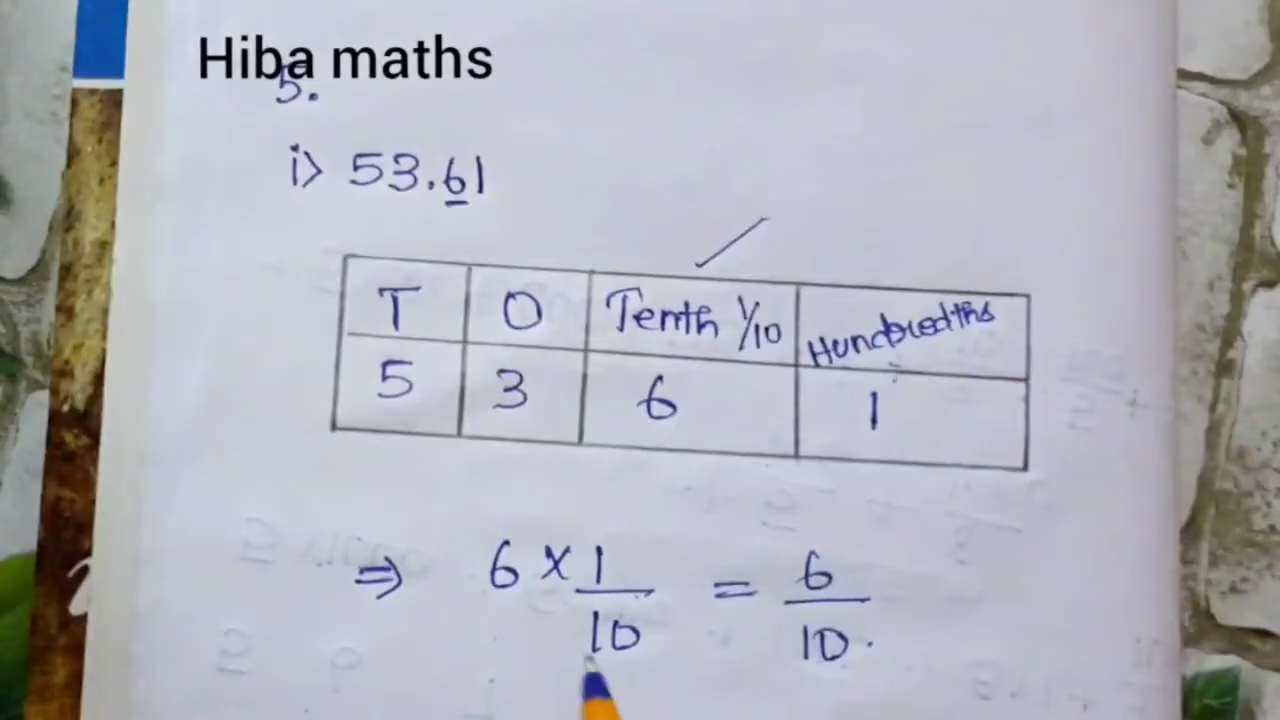 Hiba maths
5.
i) 53.61
T O Tenth 1/10 Hundredths
5 3 6 1
⇒ 6 × 1/10 = 6/10.